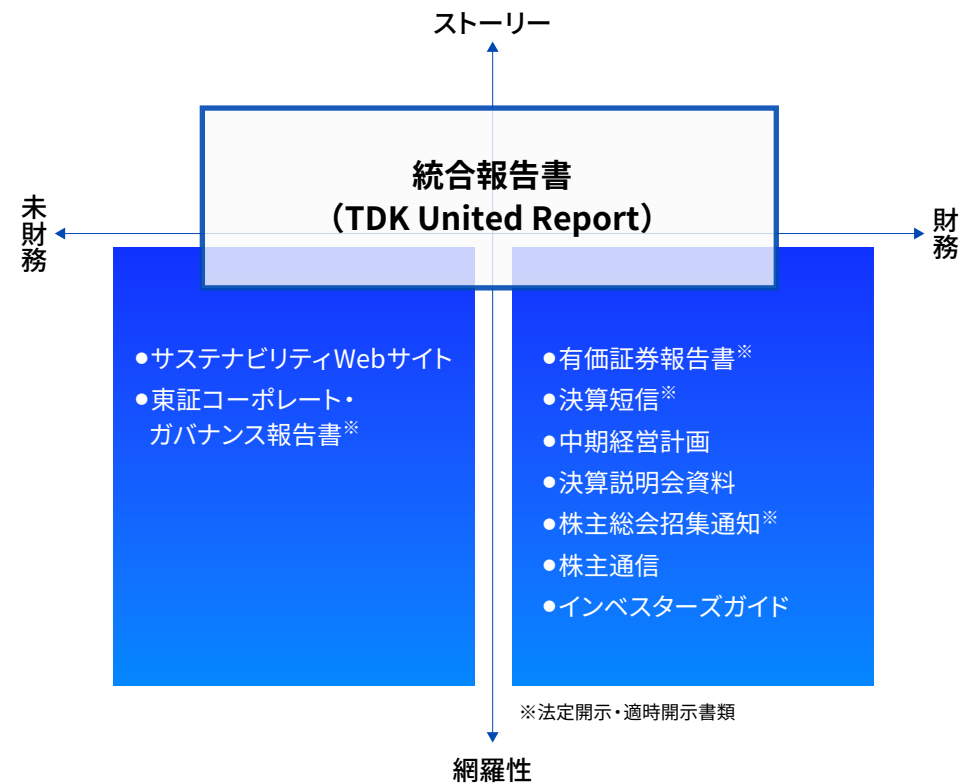 ストーリー
統合報告書
（TDK United Report）
未財務
財務
●サステナビリティWebサイト
●東証コーポレート・
ガバナンス報告書※
●有価証券報告書※
●決算短信※
●中期経営計画
●決算説明会資料
●株主総会招集通知※
●株主通信
●インベスターズガイド
※法定開示・適時開示書類
網羅性